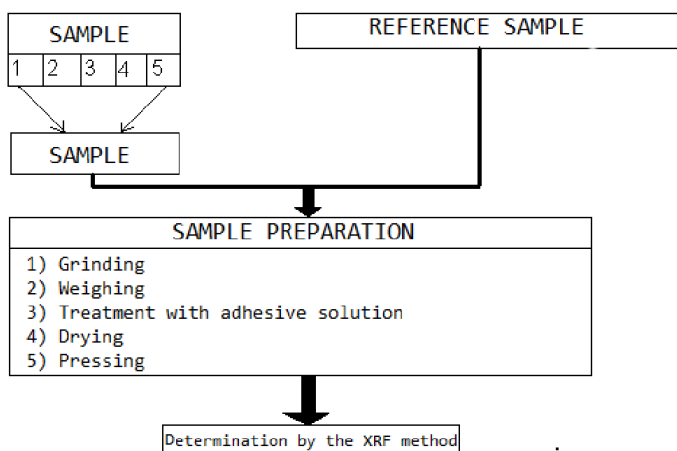 SAMPLE
1 2 3 4 5
REFERENCE SAMPLE
SAMPLE
SAMPLE PREPARATION
1) Grinding
2) Weighing
3) Treatment with adhesive solution
4) Drying
5) Pressing
Determination by the XRF method
.